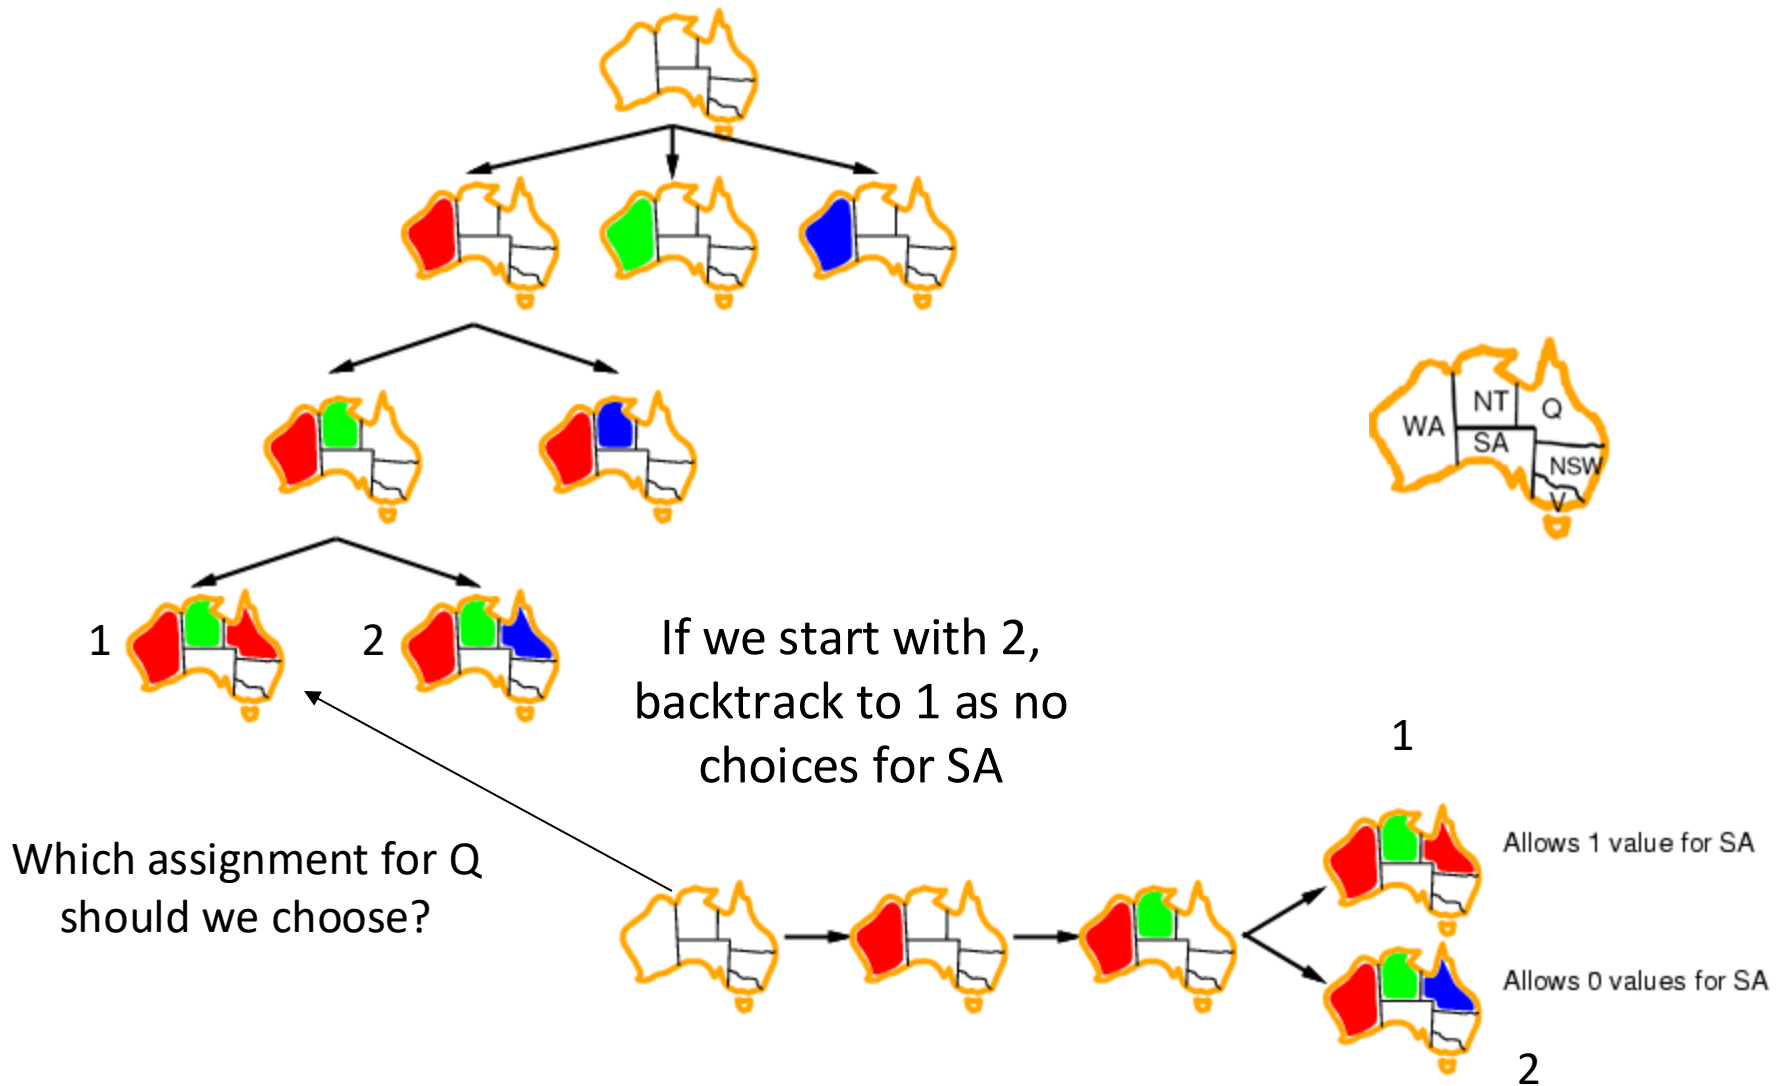 WA
NT
Q
SA
NSW
V
1
2
If we start with 2,
backtrack to 1 as no
choices for SA
Which assignment for Q
should we choose?
1
Allows 1 value for SA
Allows 0 values for SA
2